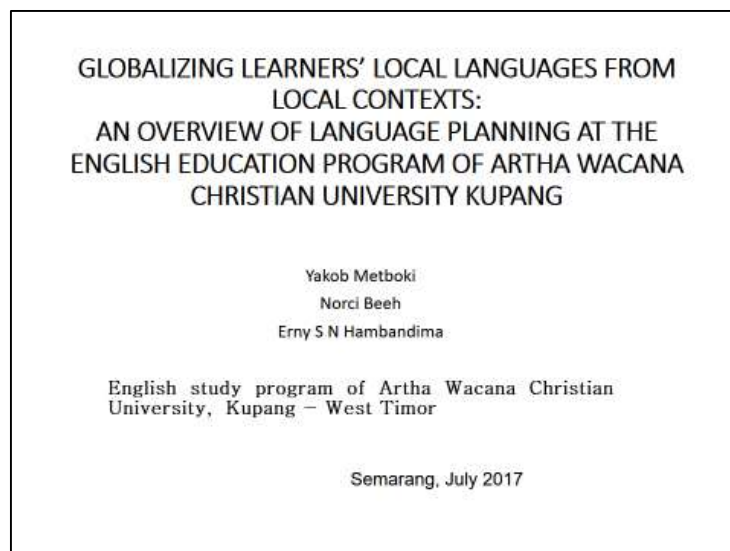 GLOBALIZING LEARNERS' LOCAL LANGUAGES FROM
LOCAL CONTEXTS:
AN OVERVIEW OF LANGUAGE PLANNING AT THE
ENGLISH EDUCATION PROGRAM OF ARTHA WACANA
CHRISTIAN UNIVERSITY KUPANG
Yakob Metboki
Norci Beeh
Erny S N Hambandima
English study program of Artha Wacana Christian
University, Kupang – West Timor
Semarang, July 2017